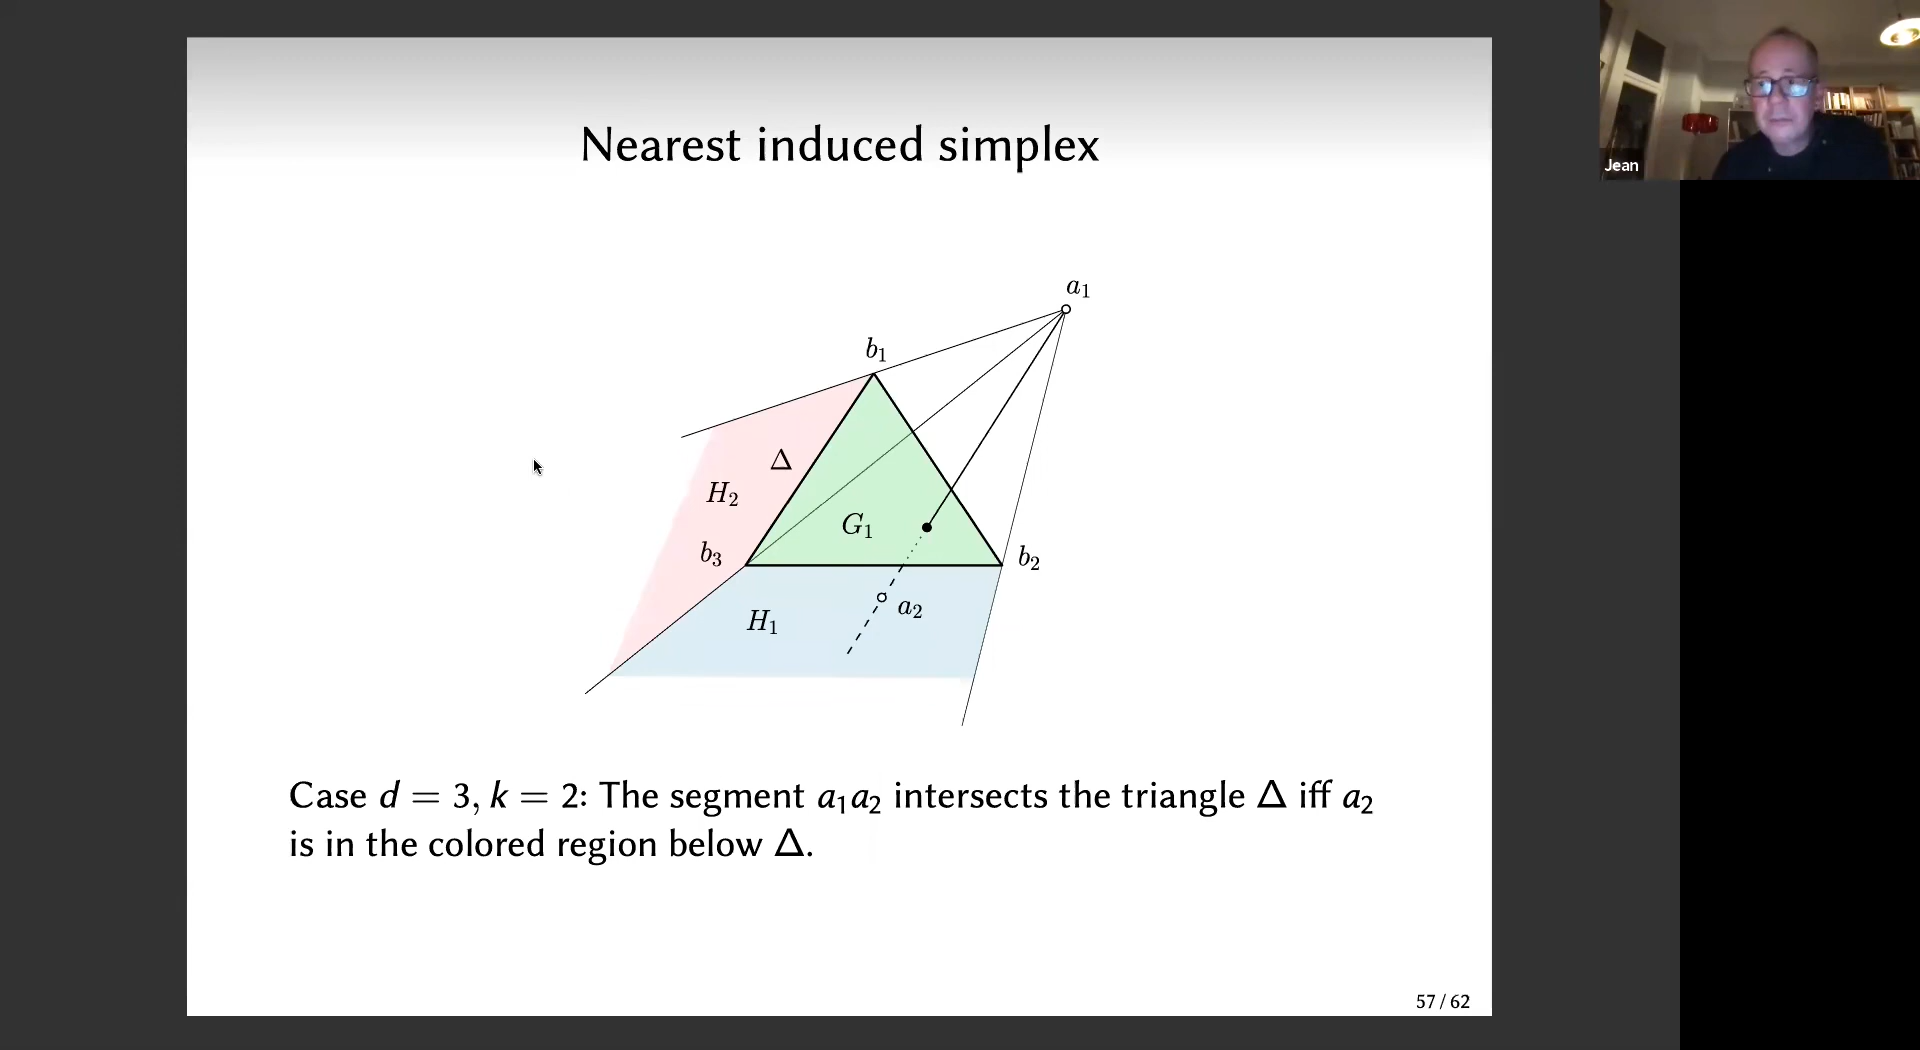 Nearest induced simplex
a₁
b₁
Δ
H₂
G₁
b₃
b₂
a₂
H₁
Case d = 3, k = 2: The segment a₁a₂ intersects the triangle Δ iff a₂
is in the colored region below Δ.
57 / 62
Jean